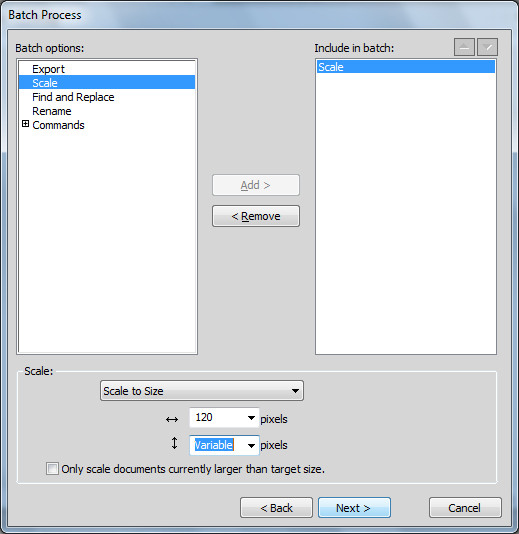 Batch Process
Batch options:
Include in batch:
Export
Scale
Find and Replace
Rename
Commands
Scale
Add >
< Remove
Scale:
Scale to Size
120 pixels
Variable pixels
Only scale documents currently larger than target size.
< Back
Next >
Cancel